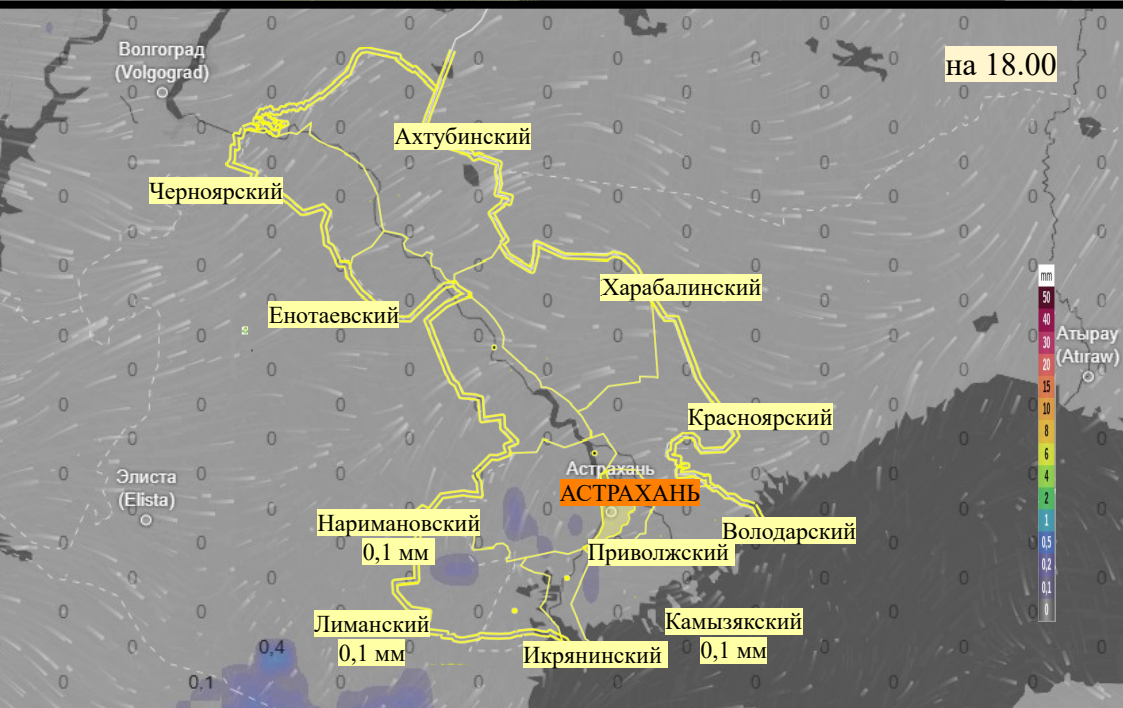 Волгоград
(Volgograd)
на 18.00
Ахтубинский
Черноярский
Харабалинский
Енотаевский
Атырау
(Atıraw)
Красноярский
Элиста
(Elista)
Астрахань
АСТРАХАНЬ
Наримановский
0,1 мм
Володарский
Приволжский
Лиманский
0,1 мм
Камызякский
0,1 мм
Икрянинский
0,4
0,1
mm
50
40
30
20
15
10
8
6
4
2
1
0,5
0,2
0,1
0